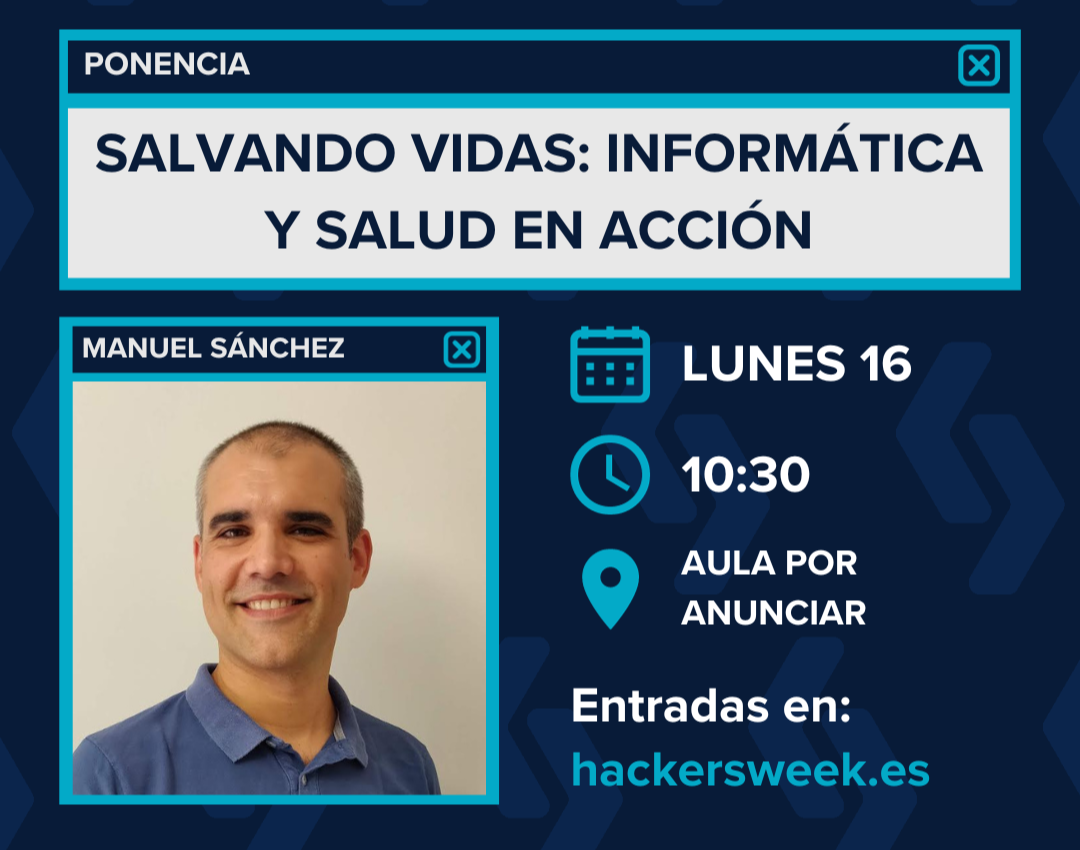 PONENCIA
SALVANDO VIDAS: INFORMÁTICA
Y SALUD EN ACCIÓN
MANUEL SÁNCHEZ
LUNES 16
10:30
AULA POR
ANUNCIAR
Entradas en:
hackersweek.es